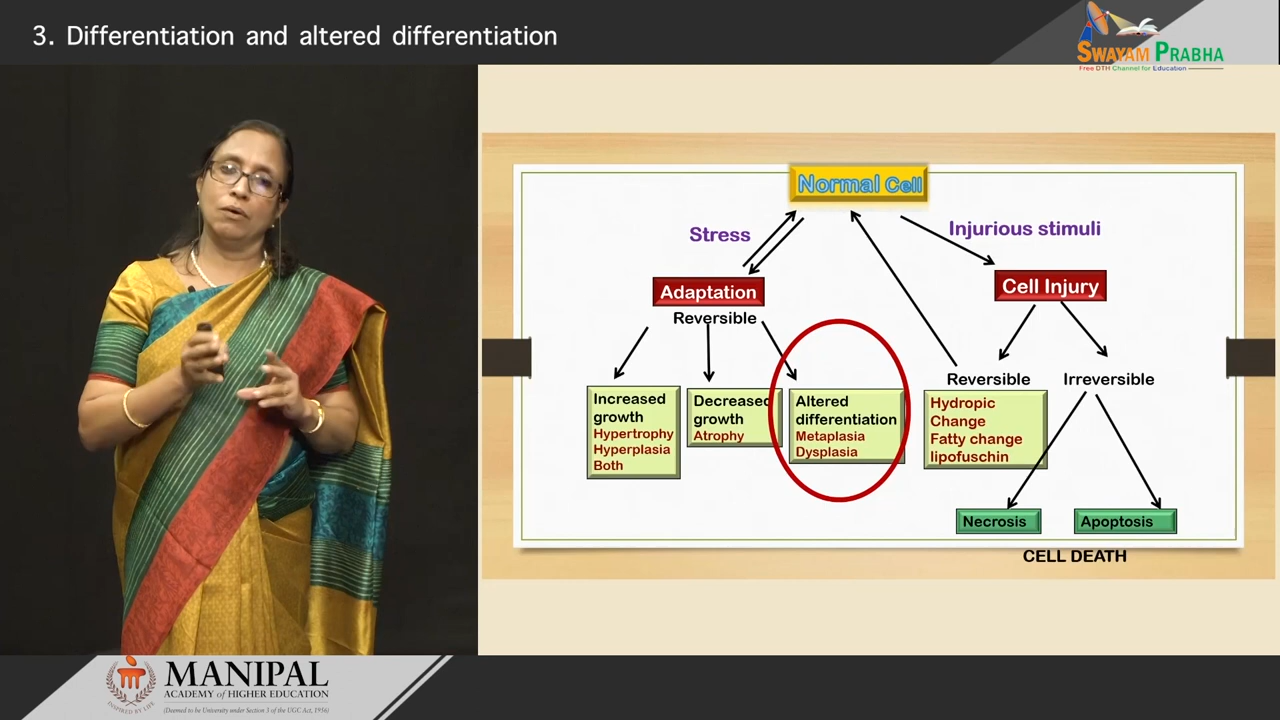 3. Differentiation and altered differentiation
SWAYAM PRABHA
Free DTH Channel for Education
Normal Cell
Stress
Injurious stimuli
Adaptation
Reversible
Cell Injury
Increased
growth
Hypertrophy
Hyperplasia
Both
Decreased
growth
Atrophy
Altered
differentiation
Metaplasia
Dysplasia
Reversible
Hydropic
Change
Fatty change
lipofuschin
Irreversible
Necrosis
Apoptosis
CELL DEATH
INSPIRED BY LIFE
MANIPAL
ACADEMY of HIGHER EDUCATION
(Deemed to be University under Section 3 of the UGC Act, 1956)